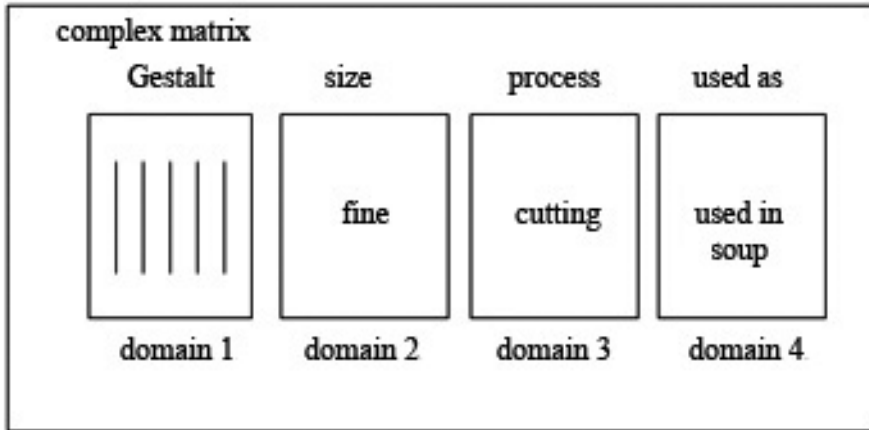 complex matrix
Gestalt size process used as
fine cutting used in
soup
domain 1 domain 2 domain 3 domain 4